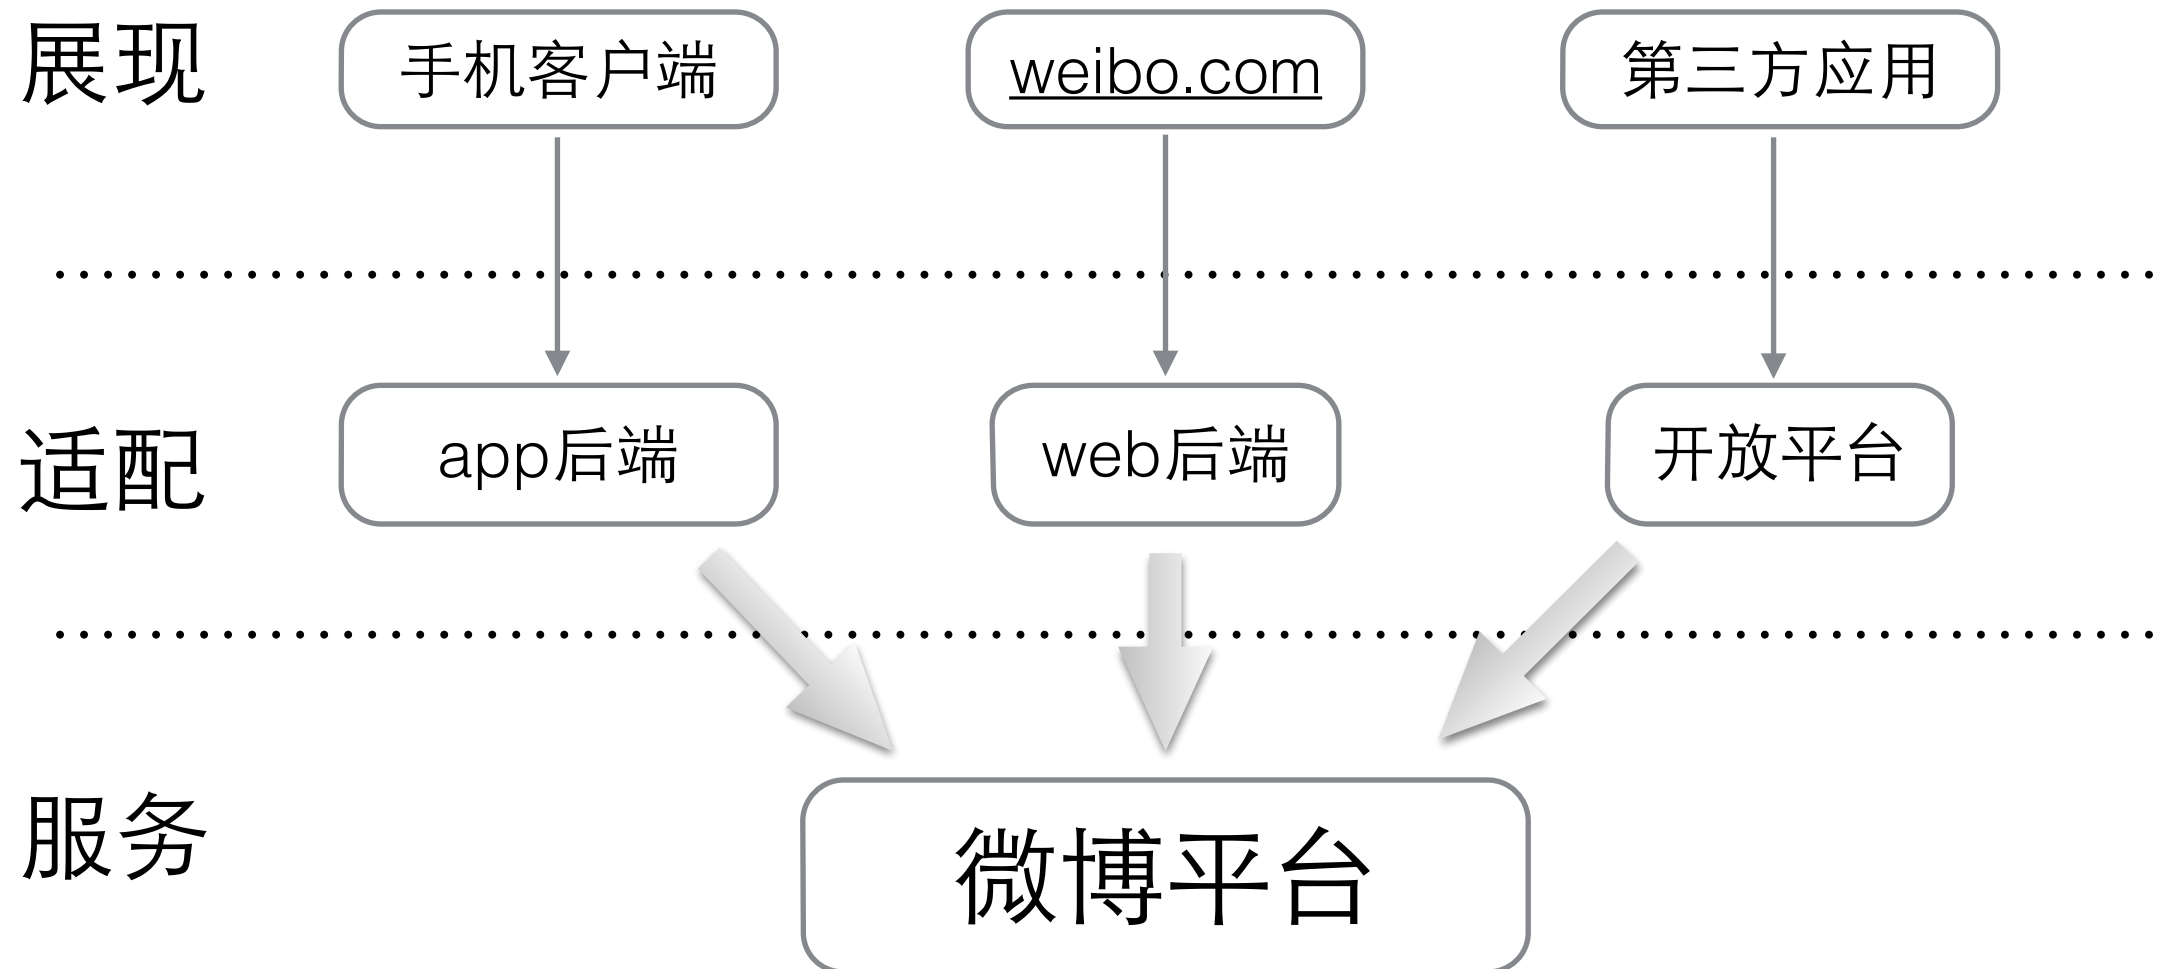 展现
手机客户端
weibo.com
第三方应用
适配
app后端
web后端
开放平台
服务
微博平台